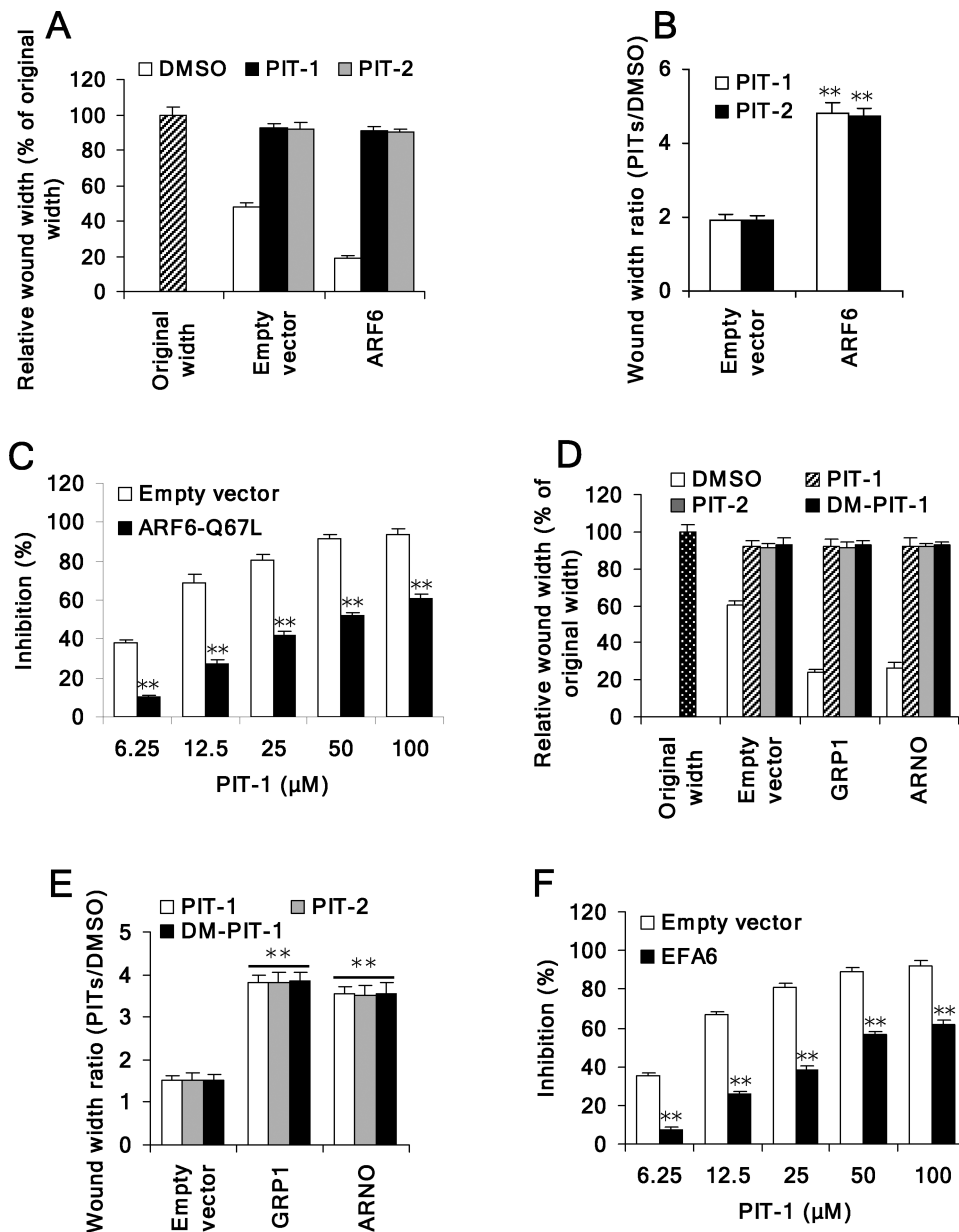 A
Relative wound width (% of original
width)
DMSO PIT-1 PIT-2
120
100
80
60
40
20
0
Original
width
Empty
vector
ARF6
B
Wound width ratio (PITs/DMSO)
PIT-1
PIT-2
6
4
2
0
** **
Empty
vector
ARF6
C
Inhibition (%)
Empty vector
ARF6-Q67L
120
100
80
60
40
20
0
** ** ** ** **
6.25 12.5 25 50 100
PIT-1 (µM)
D
Relative wound width (% of
original width)
DMSO PIT-1
PIT-2 DM-PIT-1
120
100
80
60
40
20
0
Original
width
Empty
vector
GRP1
ARNO
E
Wound width ratio (PITs/DMSO)
PIT-1 PIT-2
DM-PIT-1
5
4
3
2
1
0
** **
Empty
vector
GRP1
ARNO
F
Inhibition (%)
Empty vector
EFA6
120
100
80
60
40
20
0
** ** ** ** **
6.25 12.5 25 50 100
PIT-1 (µM)